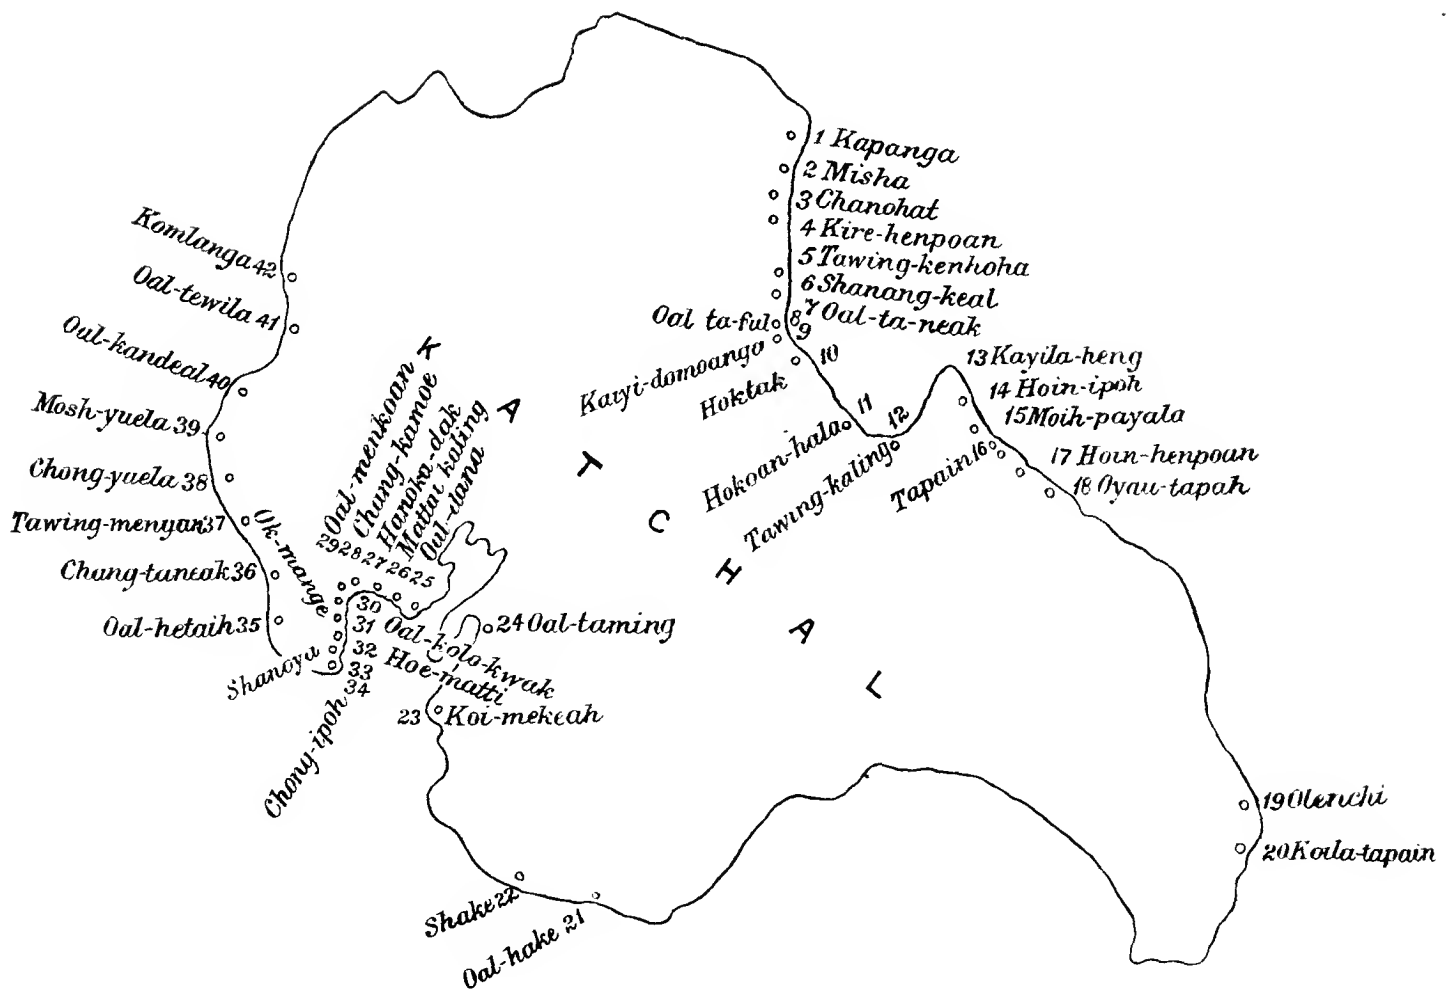 1 Kapanga
2 Misha
3 Chanohat
4 Kire-henpoan
5 Tawing-kenhoha
6 Shanang-keal
7 Oal-ta-neak
Oal ta-ful 8
Kaiyi-domoango 9
Hoktak 10
Hokoan-hala 11
Tawing-kaling 12
13 Kayila-heng
14 Hoin-ipoh
15 Moih-payala
Tapain 16
17 Hoin-henpoan
18 Oyau-tapah
19 Olenchi
20 Koila-tapain
Oal-hake 21
Shake 22
23 Koi-mekeah
24 Oal-taming
Oal-dana 25
Mattai kaling 26
Hanoka-dak 27
Chang-kamoe 28
Oal-menkoan 29
30 Oal-kolo-kwak
31 Hoe-matti
32 Ok-mange
33 Shanoya
34 Chong-ipoh
Oal-hetaih 35
Chang-taneak 36
Tawing-menyan 37
Chong-yuela 38
Mosh-yuela 39
Oul-kandeal 40
Oal-tewila 41
Komlanga 42
KATCHAL